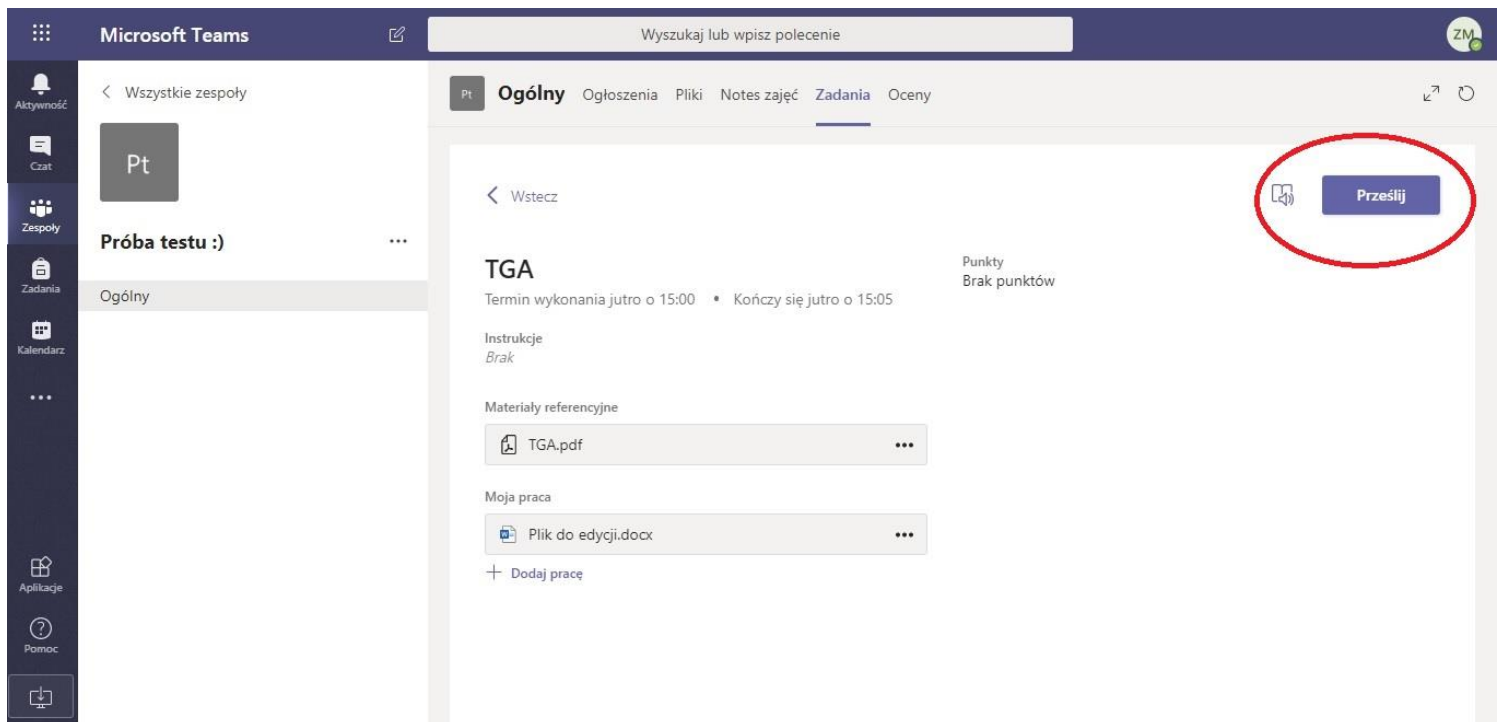 Microsoft Teams
Wyszukaj lub wpisz polecenie
ZM
Aktywność
Czat
Zespoły
Zadania
Kalendarz
Aplikacje
Pomoc
Wszystkie zespoły
Pt
Próba testu :)
Ogólny
Pt Ogólny Ogłoszenia Pliki Notes zajęć Zadania Oceny
Wstecz
Prześlij
TGA
Termin wykonania jutro o 15:00 • Kończy się jutro o 15:05
Punkty
Brak punktów
Instrukcje
Brak
Materiały referencyjne
TGA.pdf
Moja praca
Plik do edycji.docx
Dodaj pracę